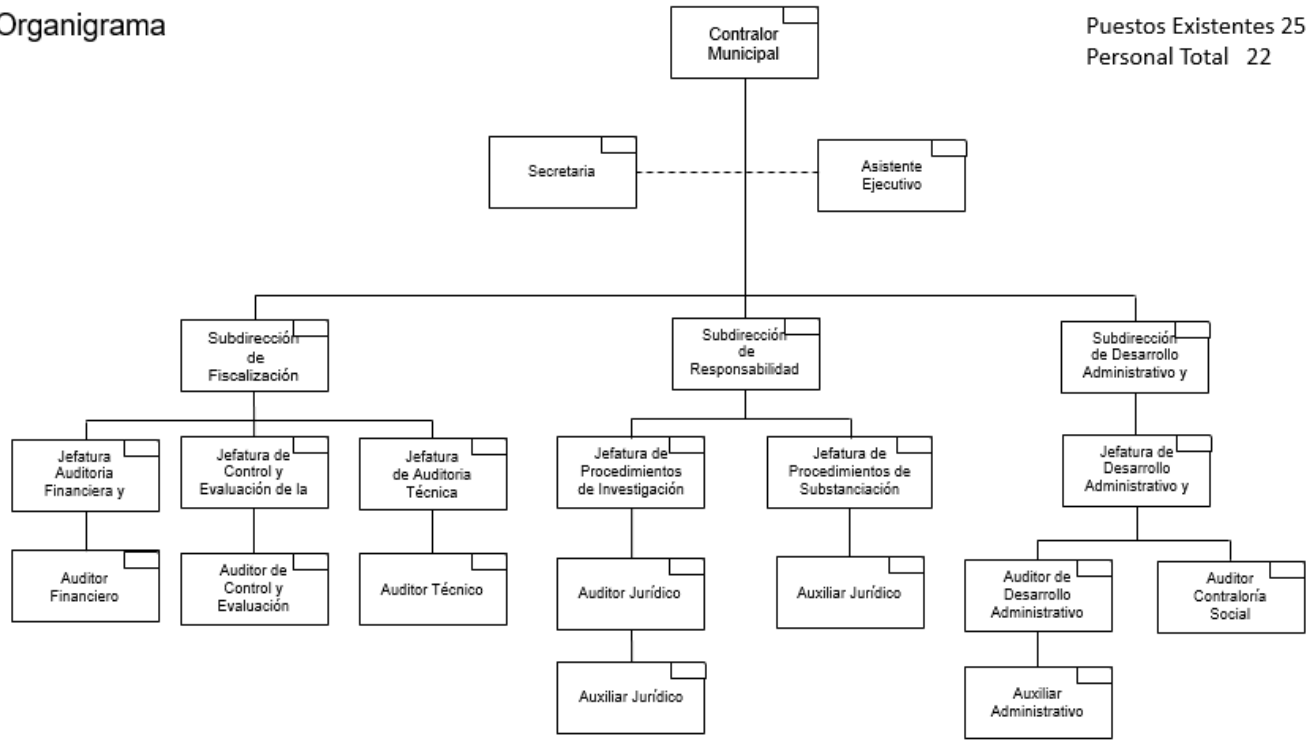 Organigrama
Puestos Existentes 25
Personal Total 22
Contralor
Municipal
Secretaria
Asistente
Ejecutivo
Subdirección
de
Fiscalización
Subdirección
de
Responsabilidad
Subdirección
de Desarrollo
Administrativo y
Jefatura
Auditoria
Financiera y
Jefatura de
Control y
Evaluación de la
Jefatura
de Auditoria
Técnica
Jefatura de
Procedimientos
de Investigación
Jefatura de
Procedimientos de
Substanciación
Jefatura de
Desarrollo
Administrativo y
Auditor
Financiero
Auditor de
Control y
Evaluación
Auditor Técnico
Auditor Jurídico
Auxiliar Jurídico
Auditor de
Desarrollo
Administrativo
Auditor
Contraloría
Social
Auxiliar Jurídico
Auxiliar
Administrativo